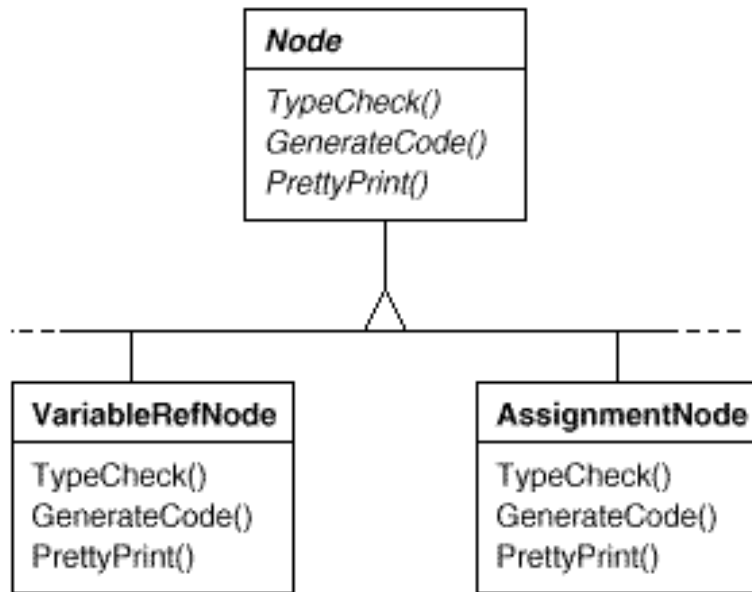 Node
TypeCheck()
GenerateCode()
PrettyPrint()
VariableRefNode
TypeCheck()
GenerateCode()
PrettyPrint()
AssignmentNode
TypeCheck()
GenerateCode()
PrettyPrint()